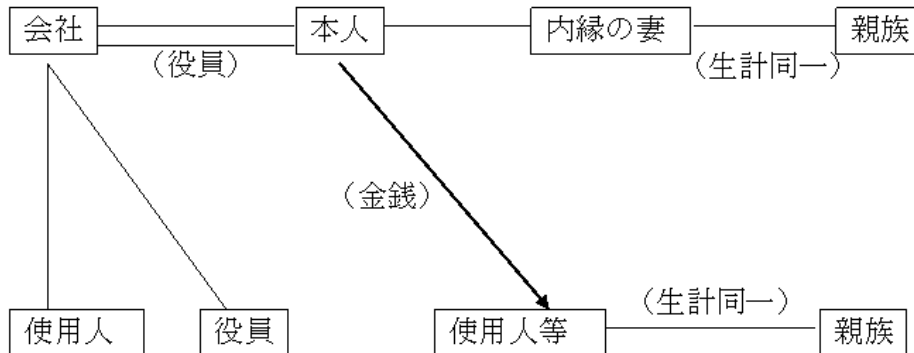 会社
本人
内縁の妻
親族
（役員）
（生計同一）
（金銭）
（生計同一）
使用人
役員
使用人等
親族